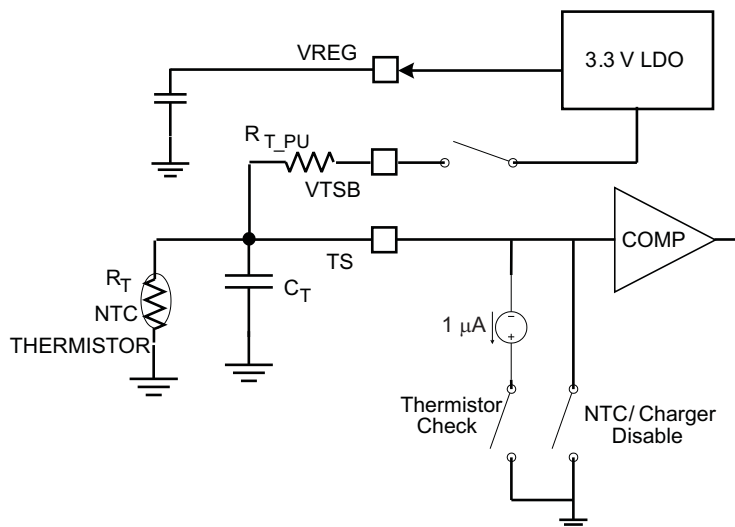 VREG
3.3 V LDO
R T_PU
VTSB
TS
COMP
RT
NTC
THERMISTOR
CT
1 μA
−
+
Thermistor
Check
NTC/ Charger
Disable